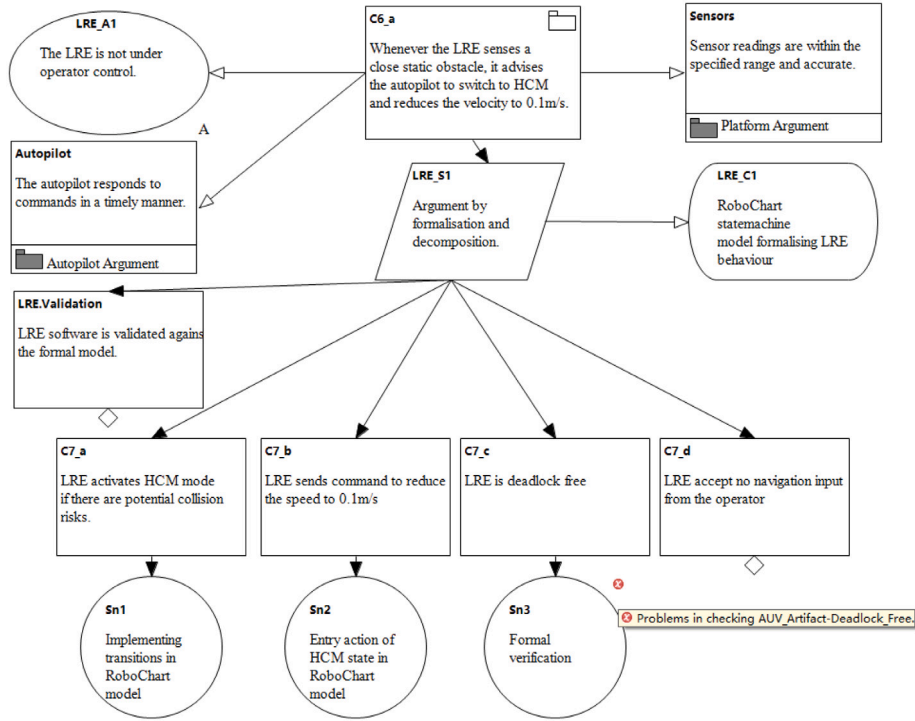 LRE_A1
The LRE is not under
operator control.
A
C6_a
Whenever the LRE senses a
close static obstacle, it advises
the autopilot to switch to HCM
and reduces the velocity to 0.1m/s.
Sensors
Sensor readings are within the
specified range and accurate.
Platform Argument
Autopilot
The autopilot responds to
commands in a timely manner.
Autopilot Argument
LRE_S1
Argument by
formalisation and
decomposition.
LRE_C1
RoboChart
statemachine
model formalising LRE
behaviour
LRE.Validation
LRE software is validated agains
the formal model.
C7_a
LRE activates HCM mode
if there are potential collision
risks.
C7_b
LRE sends command to reduce
the speed to 0.1m/s
C7_c
LRE is deadlock free
C7_d
LRE accept no navigation input
from the operator
Sn1
Implementing
transitions in
RoboChart
model
Sn2
Entry action of
HCM state in
RoboChart
model
Sn3
Formal
verification
Problems in checking AUV_Artifact-Deadlock_Free.